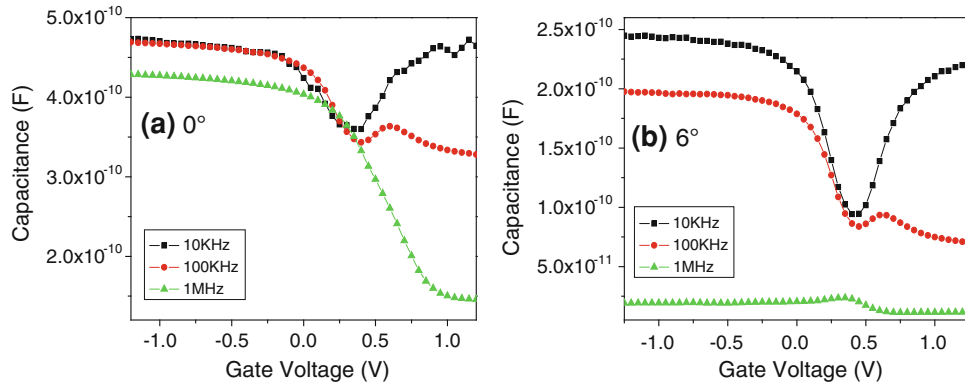 5.0x10⁻¹⁰
4.0x10⁻¹⁰
3.0x10⁻¹⁰
2.0x10⁻¹⁰
Capacitance (F)
(a) 0°
10KHz
100KHz
1MHz
-1.0 -0.5 0.0 0.5 1.0
Gate Voltage (V)
2.5x10⁻¹⁰
2.0x10⁻¹⁰
1.5x10⁻¹⁰
1.0x10⁻¹⁰
5.0x10⁻¹¹
Capacitance (F)
(b) 6°
10KHz
100KHz
1MHz
-1.0 -0.5 0.0 0.5 1.0
Gate Voltage (V)